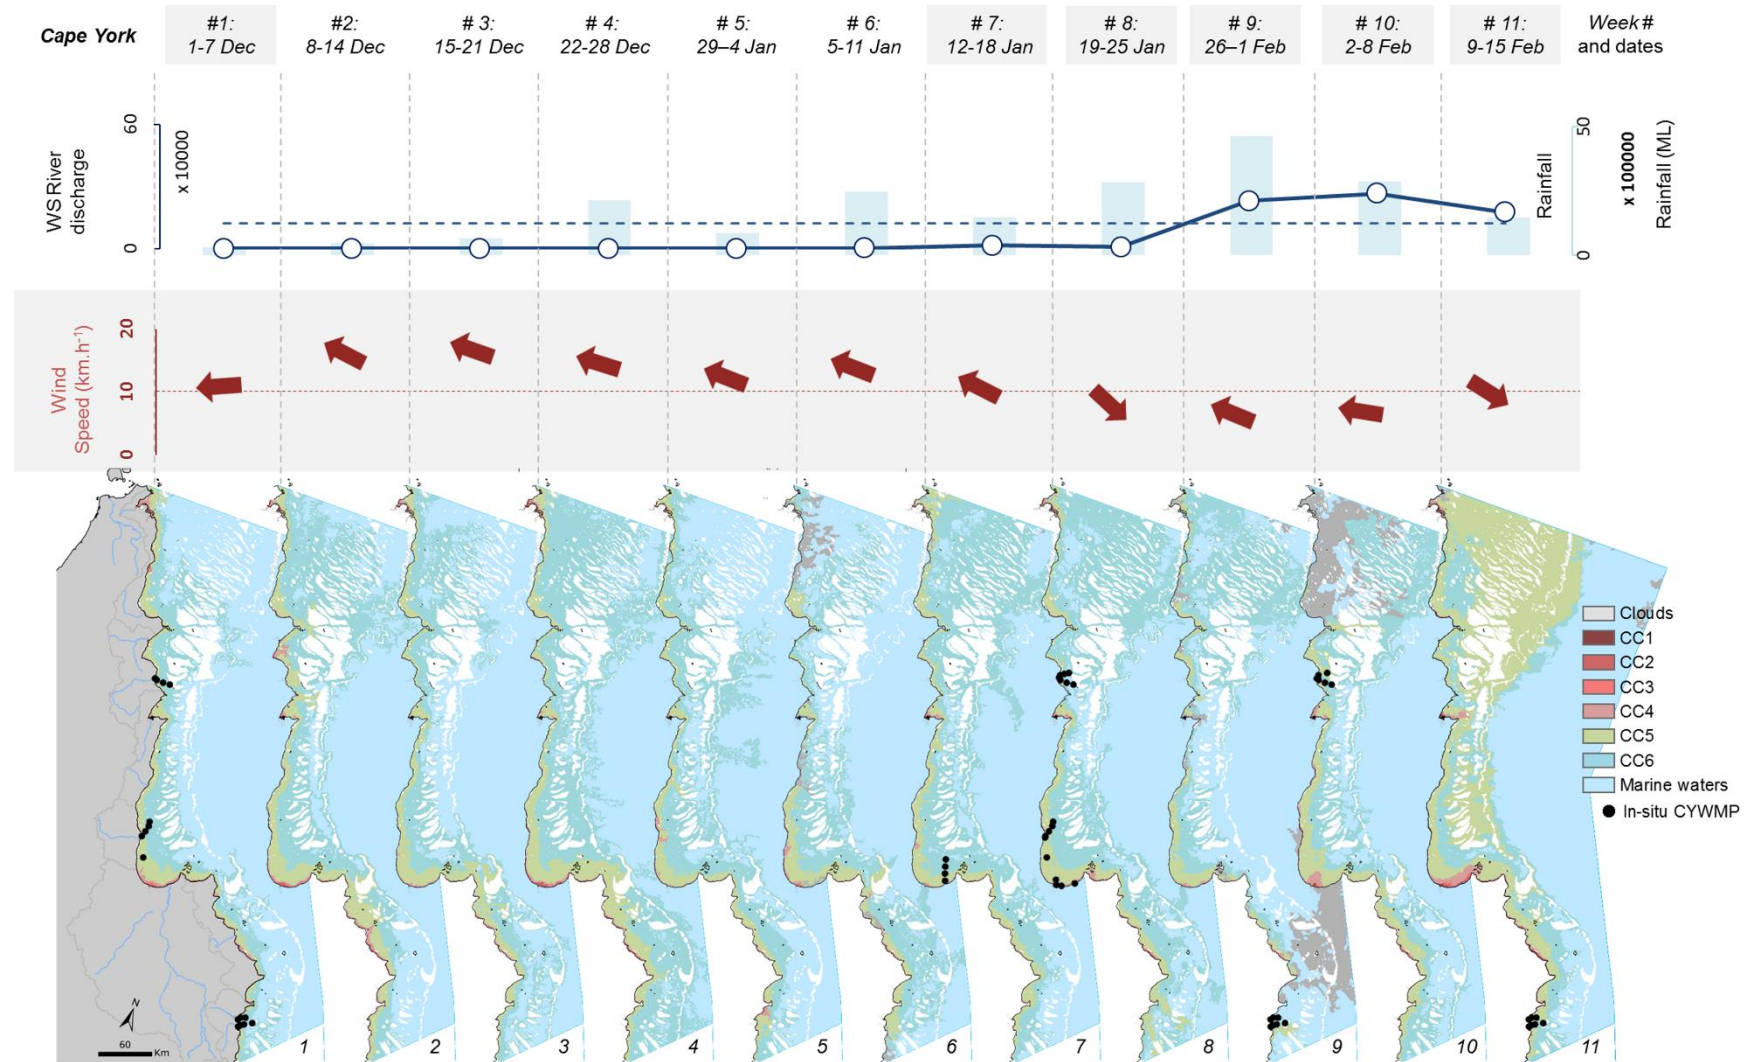 Cape York
#1:
1-7 Dec
#2:
8-14 Dec
# 3:
15-21 Dec
# 4:
22-28 Dec
# 5:
29–4 Jan
# 6:
5-11 Jan
# 7:
12-18 Jan
# 8:
19-25 Jan
# 9:
26–1 Feb
# 10:
2-8 Feb
# 11:
9-15 Feb
Week #
and dates
WS River
discharge
60
0
x 10000
Rainfall
50
0
x 100000
Rainfall (ML)
Wind
Speed (km.h-1)
20
10
0
Clouds
CC1
CC2
CC3
CC4
CC5
CC6
Marine waters
In-situ CYWMP
N
60
Km
1
2
3
4
5
6
7
8
9
10
11